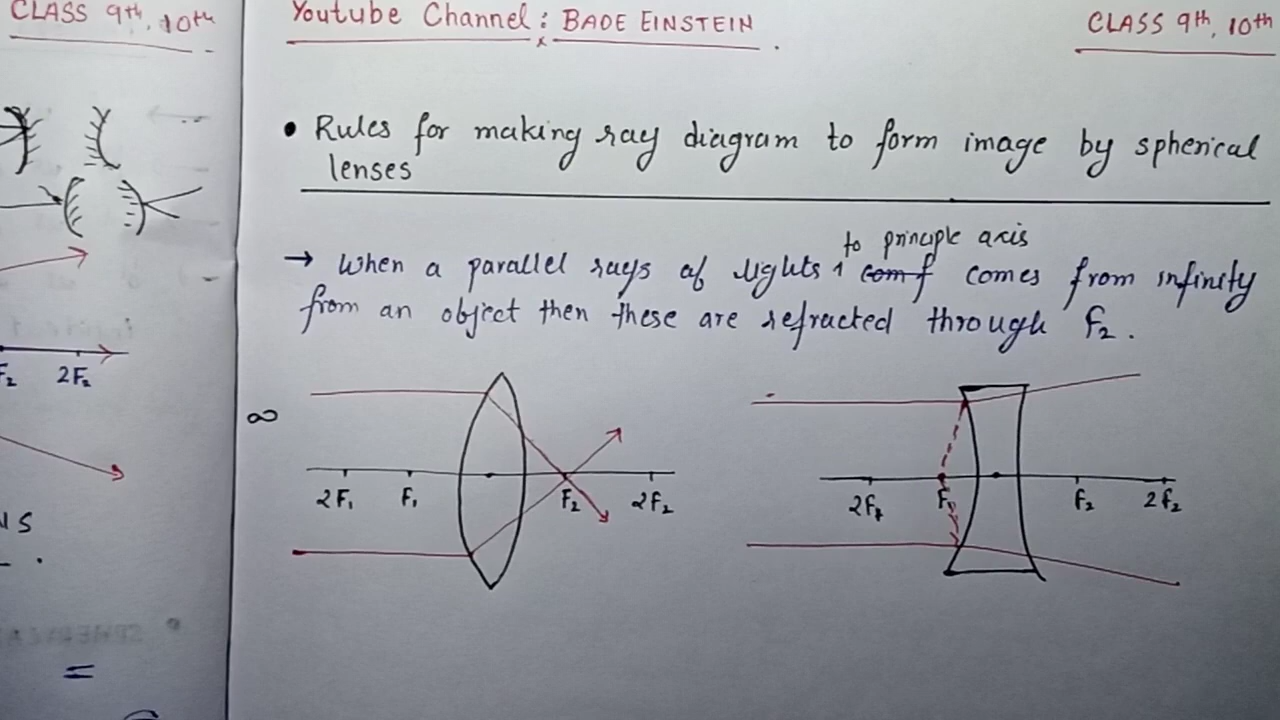 CLASS 9th, 10th
Youtube Channel: BADE EINSTEIN
CLASS 9th, 10th
• Rules for making ray diagram to form image by spherical
lenses
to principle axis
→ When a parallel rays of lights comes from infinity
from an object then these are refracted through F2.
∞
2F1 F1 F2 2F2
F2 2F2
F2 2F2
=